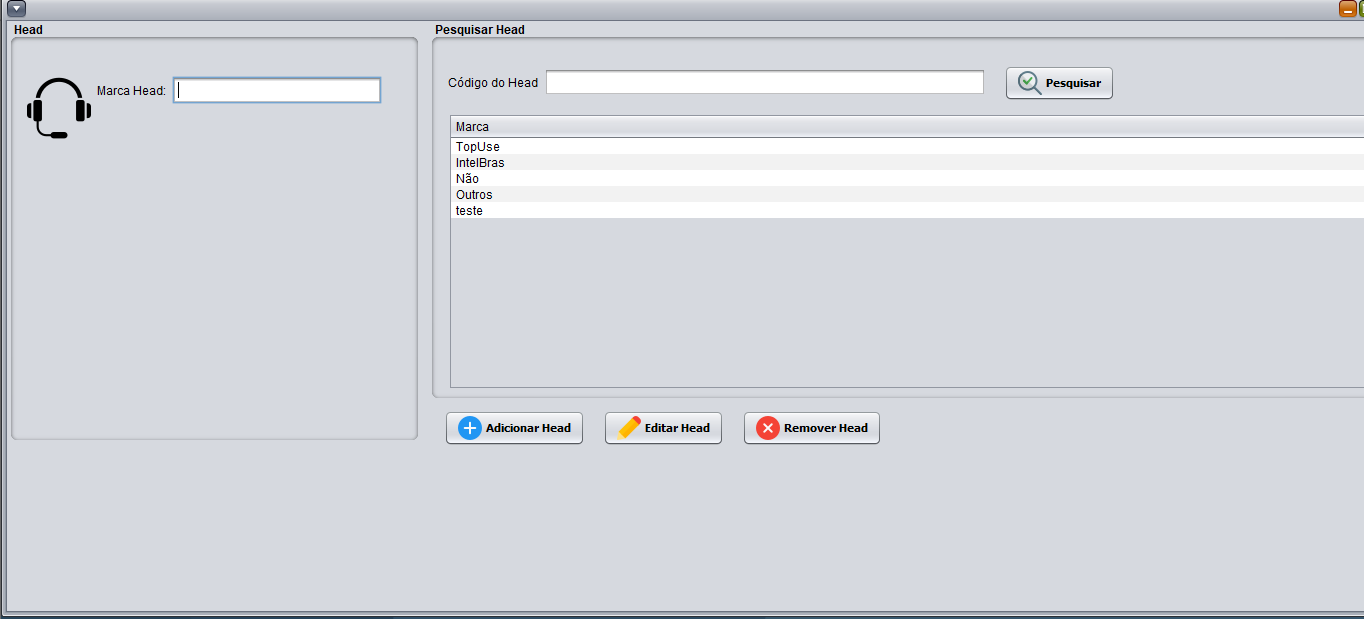 Head
Marca Head:
Pesquisar Head
Código do Head
Pesquisar
Marca
TopUse
IntelBras
Não
Outros
teste
Adicionar Head
Editar Head
Remover Head